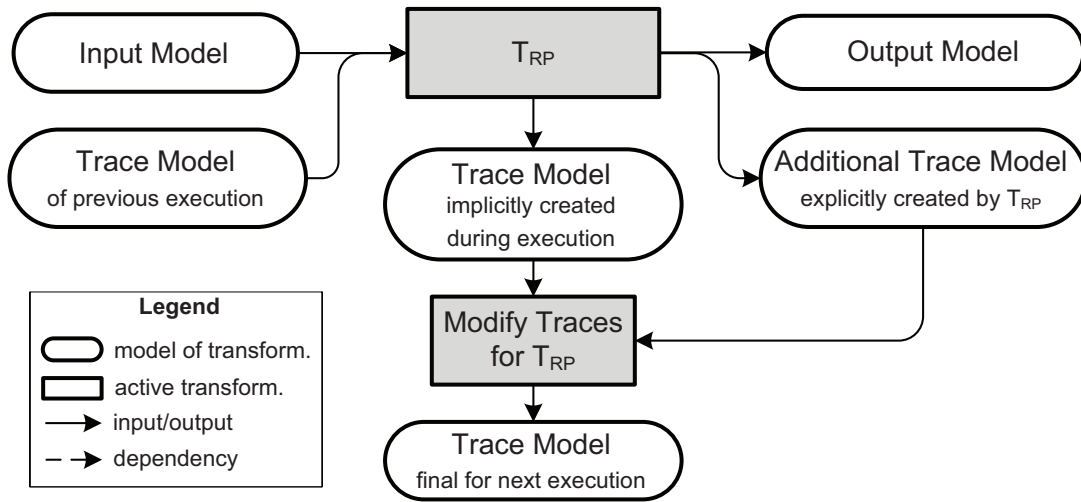 Input Model
T_RP
Output Model
Trace Model
of previous execution
Trace Model
implicitly created
during execution
Additional Trace Model
explicitly created by T_RP
Legend
model of transform.
active transform.
input/output
dependency
Modify Traces
for T_RP
Trace Model
final for next execution